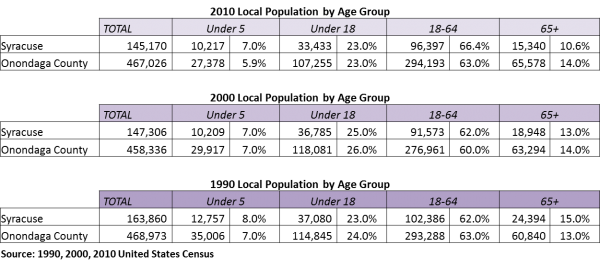 2010 Local Population by Age Group
TOTAL Under 5 Under 18 18-64 65+
Syracuse 145,170 10,217 7.0% 33,433 23.0% 96,397 66.4% 15,340 10.6%
Onondaga County 467,026 27,378 5.9% 107,255 23.0% 294,193 63.0% 65,578 14.0%
2000 Local Population by Age Group
TOTAL Under 5 Under 18 18-64 65+
Syracuse 147,306 10,209 7.0% 36,785 25.0% 91,573 62.0% 18,948 13.0%
Onondaga County 458,336 29,917 7.0% 118,081 26.0% 276,961 60.0% 63,294 14.0%
1990 Local Population by Age Group
TOTAL Under 5 Under 18 18-64 65+
Syracuse 163,860 12,757 8.0% 37,080 23.0% 102,386 62.0% 24,394 15.0%
Onondaga County 468,973 35,006 7.0% 114,845 24.0% 293,288 63.0% 60,840 13.0%
Source: 1990, 2000, 2010 United States Census